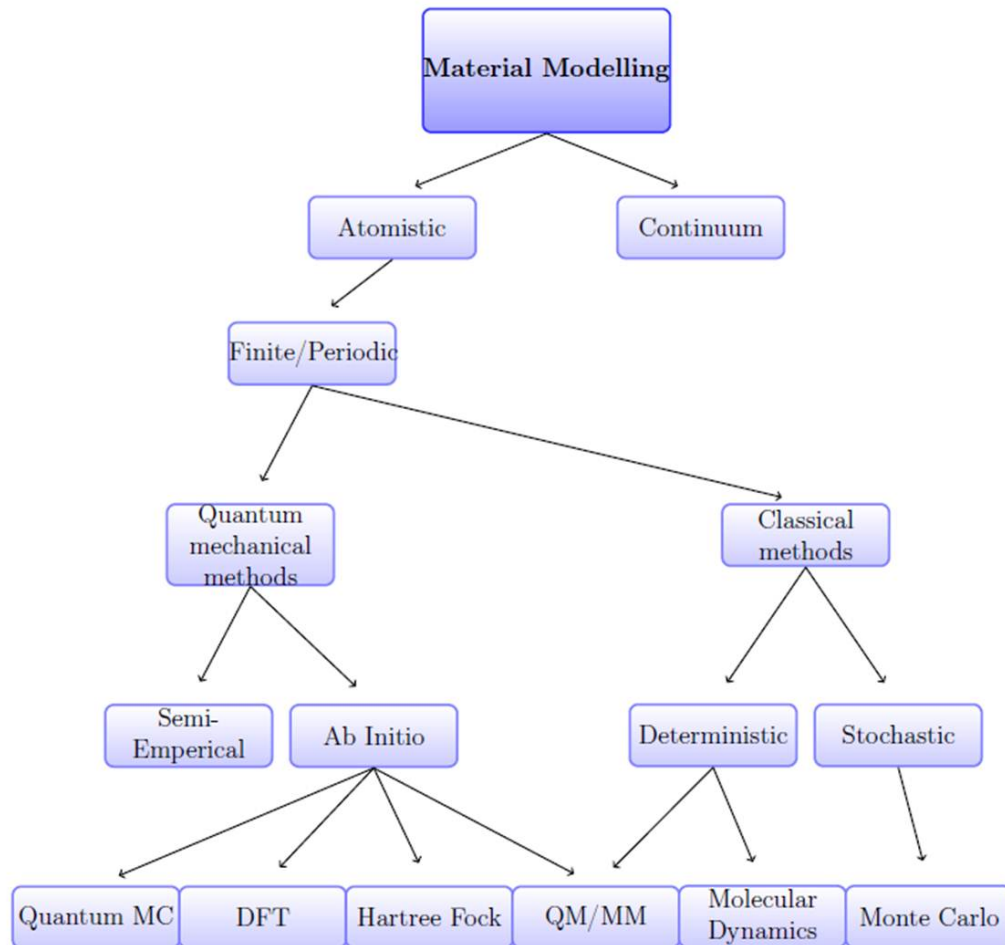 Material Modelling
Atomistic
Continuum
Finite/Periodic
Quantum
mechanical
methods
Classical
methods
Semi-
Emperical
Ab Initio
Deterministic
Stochastic
Quantum MC
DFT
Hartree Fock
QM/MM
Molecular
Dynamics
Monte Carlo